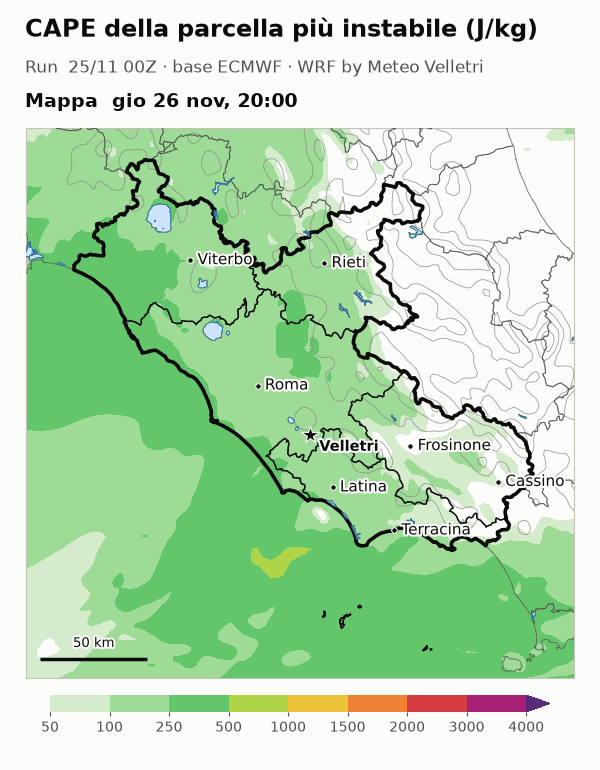 CAPE della parcella più instabile (J/kg)
Run  25/11 00Z · base ECMWF · WRF by Meteo Velletri
Mappa  gio 26 nov, 20:00
Viterbo
Rieti
Roma
Velletri
Frosinone
Cassino
Latina
Terracina
50 km
50 100 250 500 1000 1500 2000 3000 4000